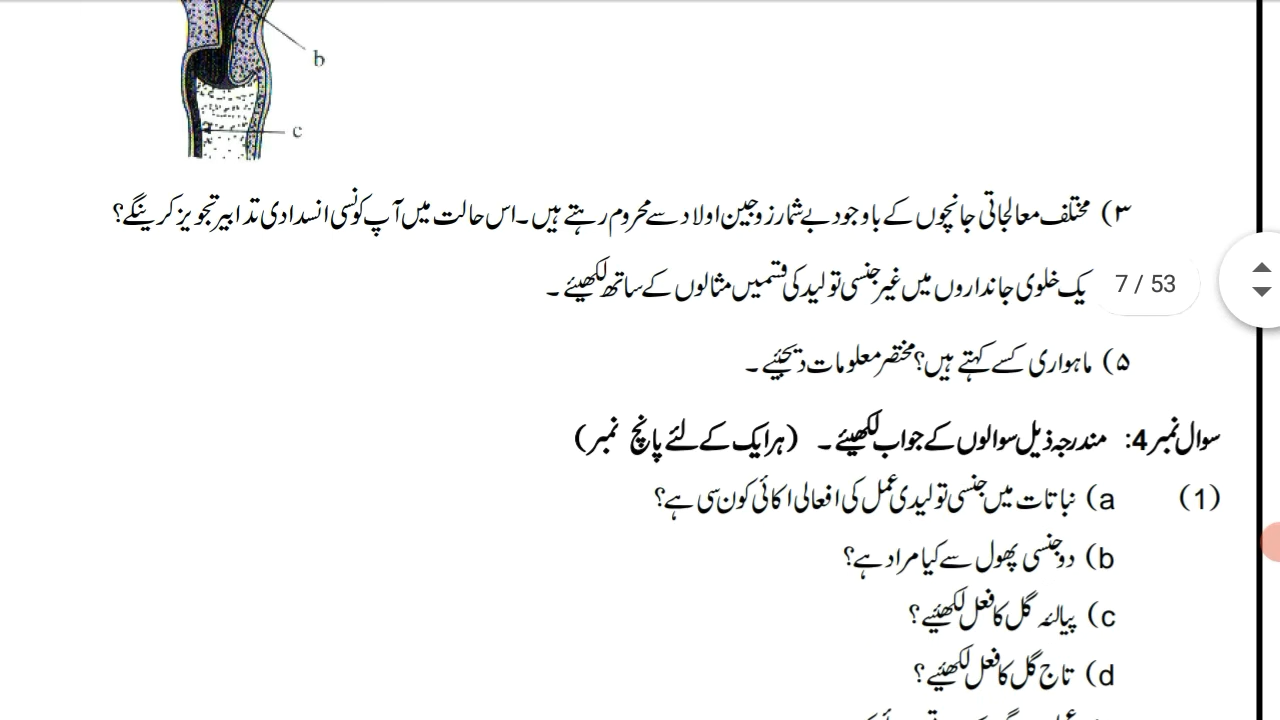 b
c
۳) مختلف معالجاتی جانچوں کے باوجود بے شمار زوجین اولاد سے محروم رہتے ہیں۔ اس حالت میں آپ کونسی انسدادی تدابیر تجویز کرینگے؟
یک خلوی جانداروں میں غیر جنسی تولید کی قسمیں مثالوں کے ساتھ لکھیئے۔
7 / 53
۵) ماہواری کسے کہتے ہیں؟ مختصر معلومات دیجئیے۔
سوال نمبر 4: مندرجہ ذیل سوالوں کے جواب لکھیئے۔ (ہر ایک کے لئے پانچ نمبر)
(1) a) نباتات میں جنسی تولیدی عمل کی افعالی اکائی کون سی ہے؟
b) دو جنسی پھول سے کیا مراد ہے؟
c) پیالۂ گل کا فعل لکھئیے؟
d) تاج گل کا فعل لکھئیے؟